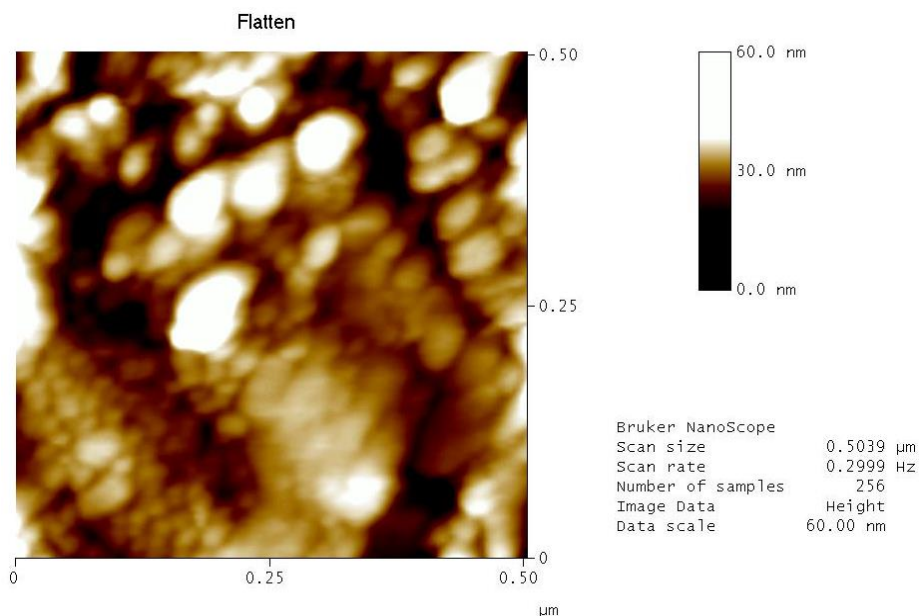 Flatten
0.50
0.25
0
0 0.25 0.50
µm
60.0 nm
30.0 nm
0.0 nm
Bruker NanoScope
Scan size 0.5039 µm
Scan rate 0.2999 Hz
Number of samples 256
Image Data Height
Data scale 60.00 nm